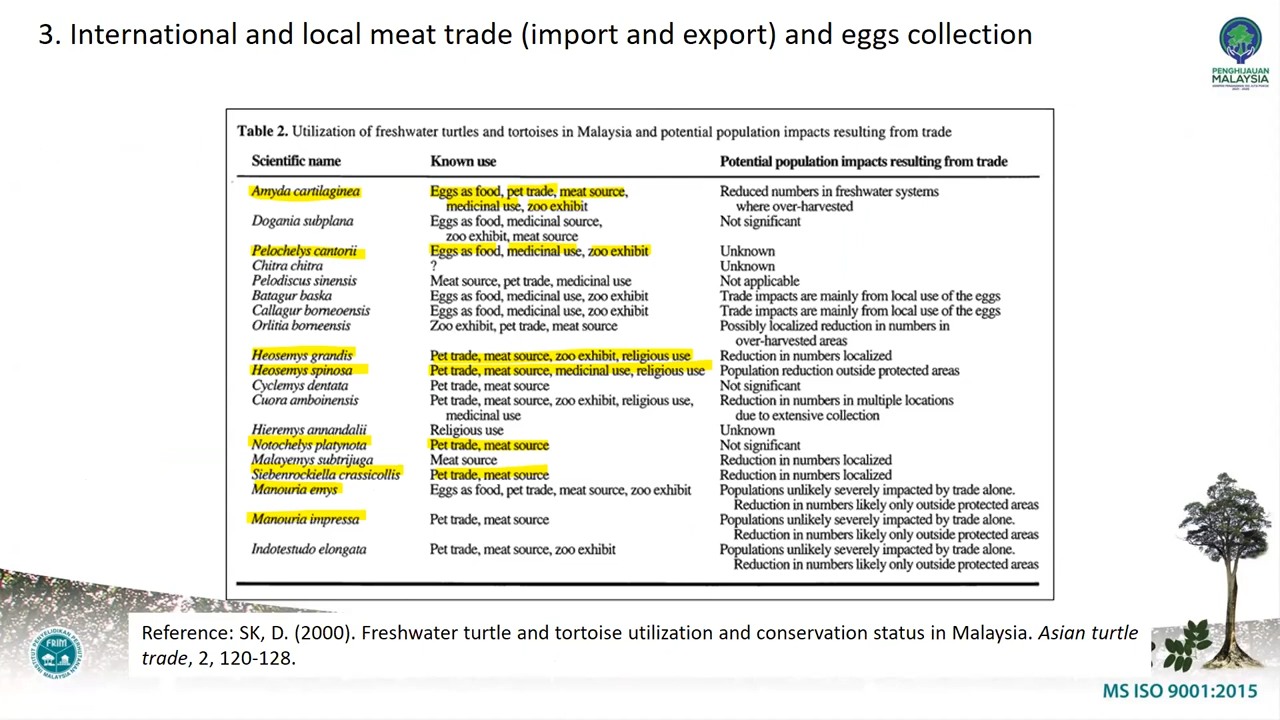 3. International and local meat trade (import and export) and eggs collection
PENGHIJAUAN
MALAYSIA
Table 2. Utilization of freshwater turtles and tortoises in Malaysia and potential population impacts resulting from trade
Scientific name Known use Potential population impacts resulting from trade
Amyda cartilaginea Eggs as food, pet trade, meat source, Reduced numbers in freshwater systems
medicinal use, zoo exhibit where over-harvested
Dogania subplana Eggs as food, medicinal source, Not significant
zoo exhibit, meat source
Pelochelys cantorii Eggs as food, medicinal use, zoo exhibit Unknown
Chitra chitra ? Unknown
Pelodiscus sinensis Meat source, pet trade, medicinal use Not applicable
Batagur baska Eggs as food, medicinal use, zoo exhibit Trade impacts are mainly from local use of the eggs
Callagur borneoensis Eggs as food, medicinal use, zoo exhibit Trade impacts are mainly from local use of the eggs
Orlitia borneensis Zoo exhibit, pet trade, meat source Possibly localized reduction in numbers in
over-harvested areas
Heosemys grandis Pet trade, meat source, zoo exhibit, religious use Reduction in numbers localized
Heosemys spinosa Pet trade, meat source, medicinal use, religious use Population reduction outside protected areas
Cyclemys dentata Pet trade, meat source Not significant
Cuora amboinensis Pet trade, meat source, zoo exhibit, religious use, Reduction in numbers in multiple locations
medicinal use due to extensive collection
Hieremys annandalii Religious use Unknown
Notochelys platynota Pet trade, meat source Not significant
Malayemys subtrijuga Meat source Reduction in numbers localized
Siebenrockiella crassicollis Pet trade, meat source Reduction in numbers localized
Manouria emys Eggs as food, pet trade, meat source, zoo exhibit Populations unlikely severely impacted by trade alone.
Reduction in numbers likely only outside protected areas
Manouria impressa Pet trade, meat source Populations unlikely severely impacted by trade alone.
Reduction in numbers likely only outside protected areas
Indotestudo elongata Pet trade, meat source, zoo exhibit Populations unlikely severely impacted by trade alone.
Reduction in numbers likely only outside protected areas
Reference: SK, D. (2000). Freshwater turtle and tortoise utilization and conservation status in Malaysia. Asian turtle
trade, 2, 120-128.
FRIM
INSTITUT PENYELIDIKAN PERHUTANAN MALAYSIA
MS ISO 9001:2015